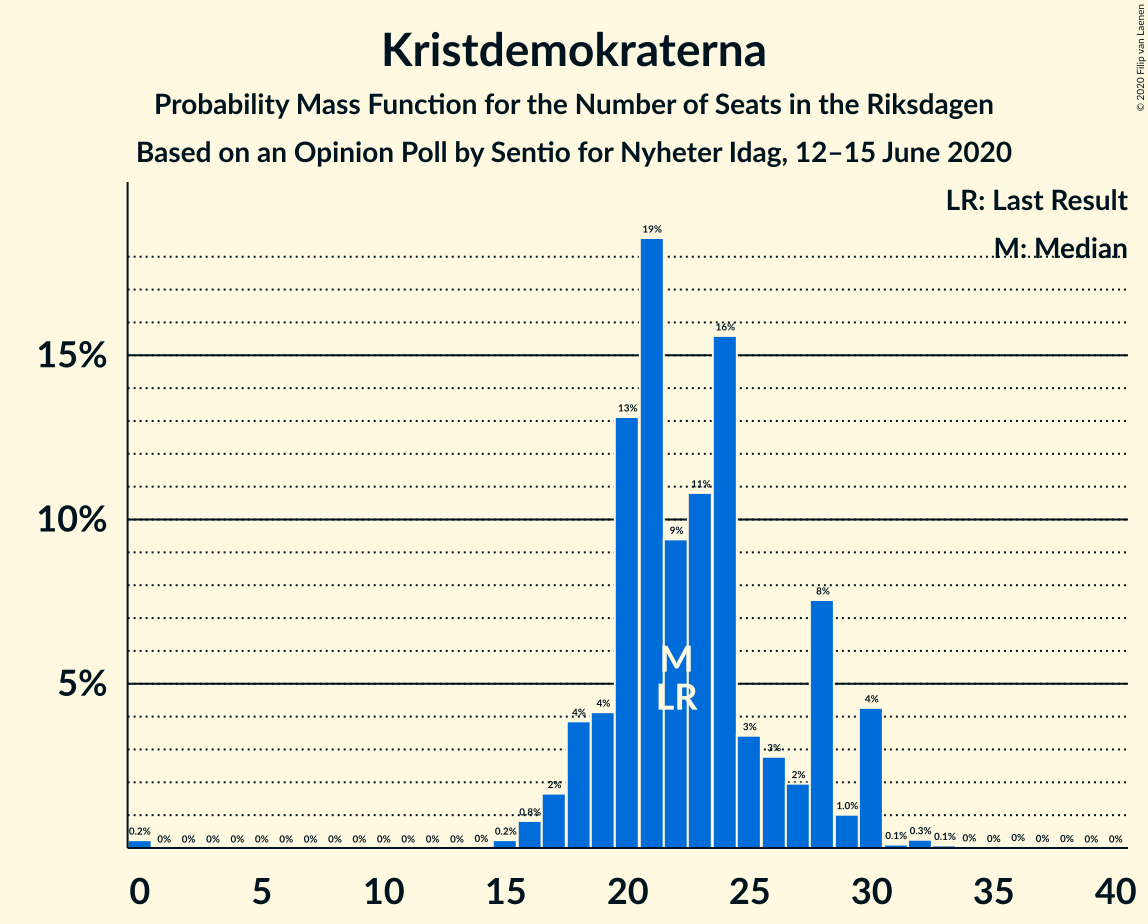 Kristdemokraterna
Probability Mass Function for the Number of Seats in the Riksdagen
Based on an Opinion Poll by Sentio for Nyheter Idag, 12–15 June 2020
© 2020 Filip van Laenen
LR: Last Result
M: Median
15%
10%
5%
0.2% 0% 0% 0% 0% 0% 0% 0% 0% 0% 0% 0% 0% 0% 0% 0.2% 0.8% 2% 4% 4% 13% 19% 9% 11% 16% 3% 3% 2% 8% 1.0% 4% 0.1% 0.3% 0.1% 0% 0% 0% 0% 0% 0% 0%
M
LR
0 5 10 15 20 25 30 35 40